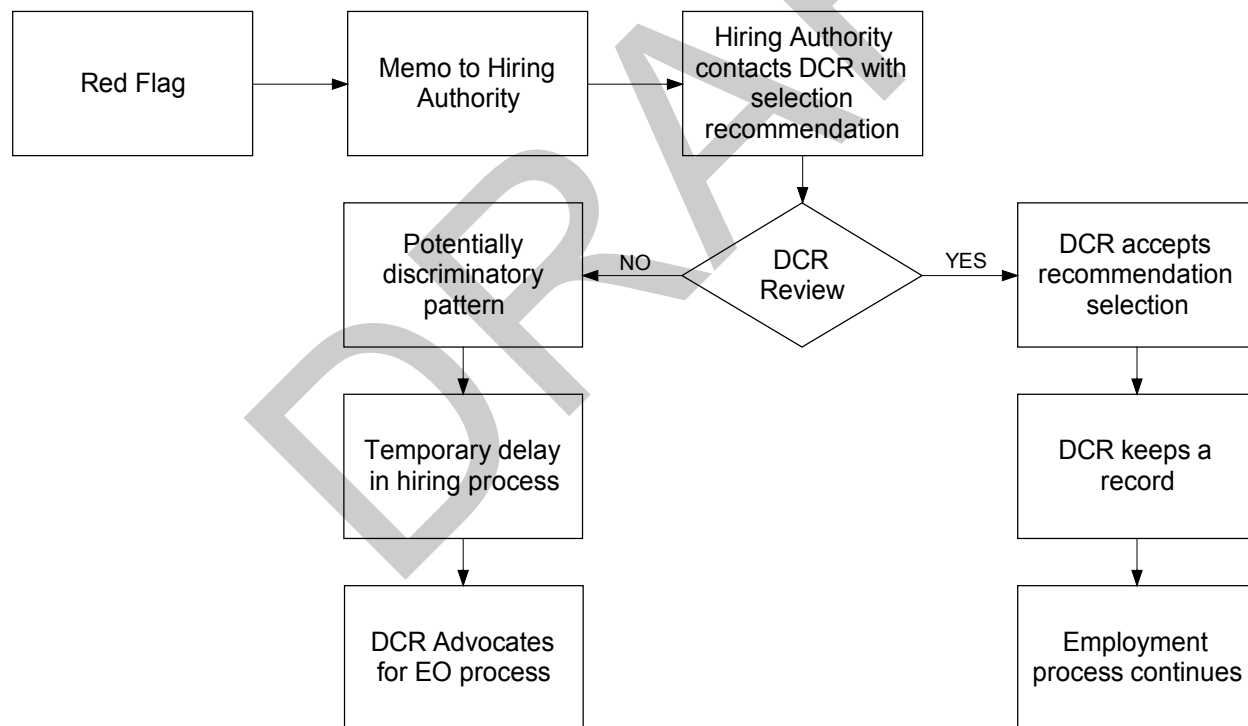 Red Flag
Memo to Hiring
Authority
Hiring Authority
contacts DCR with
selection
recommendation
DCR
Review
NO
YES
Potentially
discriminatory
pattern
DCR accepts
recommendation
selection
Temporary delay
in hiring process
DCR keeps a
record
DCR Advocates
for EO process
Employment
process continues